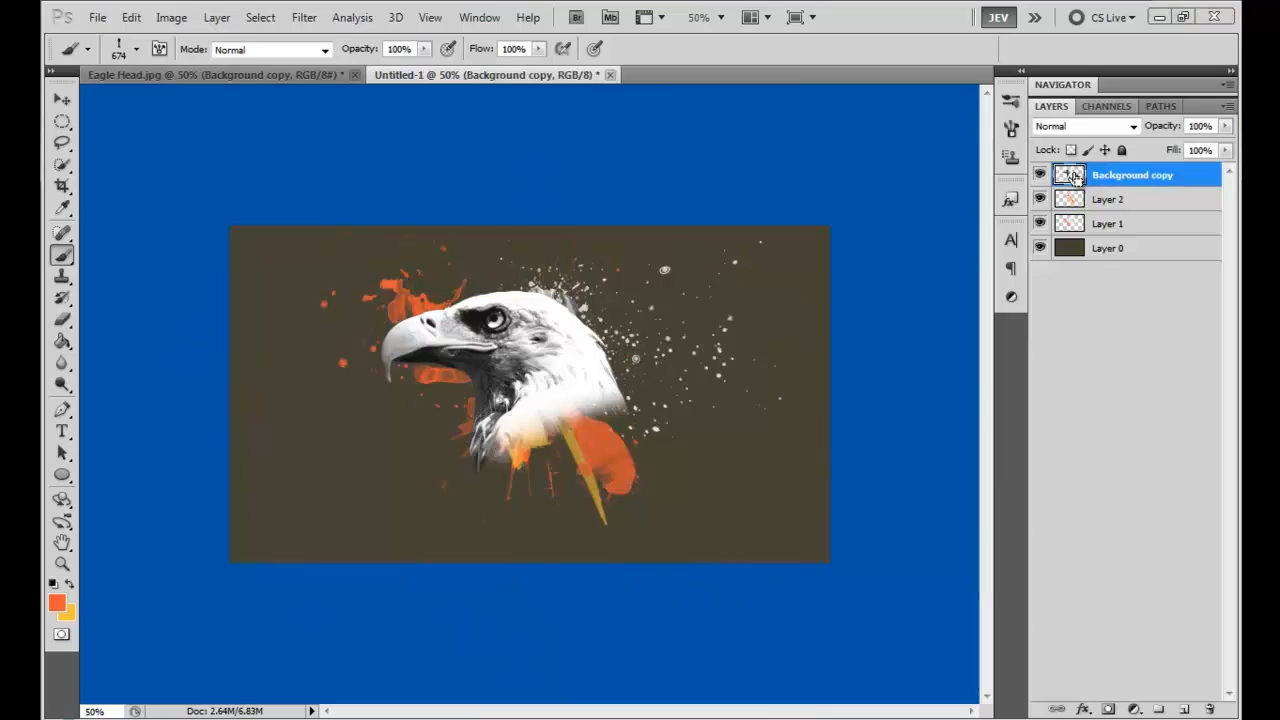 Ps File Edit Image Layer Select Filter Analysis 3D View Window Help Br Mb 50% JEV CS Live
674 Mode: Normal Opacity: 100% Flow: 100%
Eagle Head.jpg @ 50% (Background copy, RGB/8#) * Untitled-1 @ 50% (Background copy, RGB/8) *
NAVIGATOR
LAYERS CHANNELS PATHS
Normal Opacity: 100%
Lock: Fill: 100%
Background copy
Layer 2
Layer 1
Layer 0
50% Doc: 2.64M/6.83M